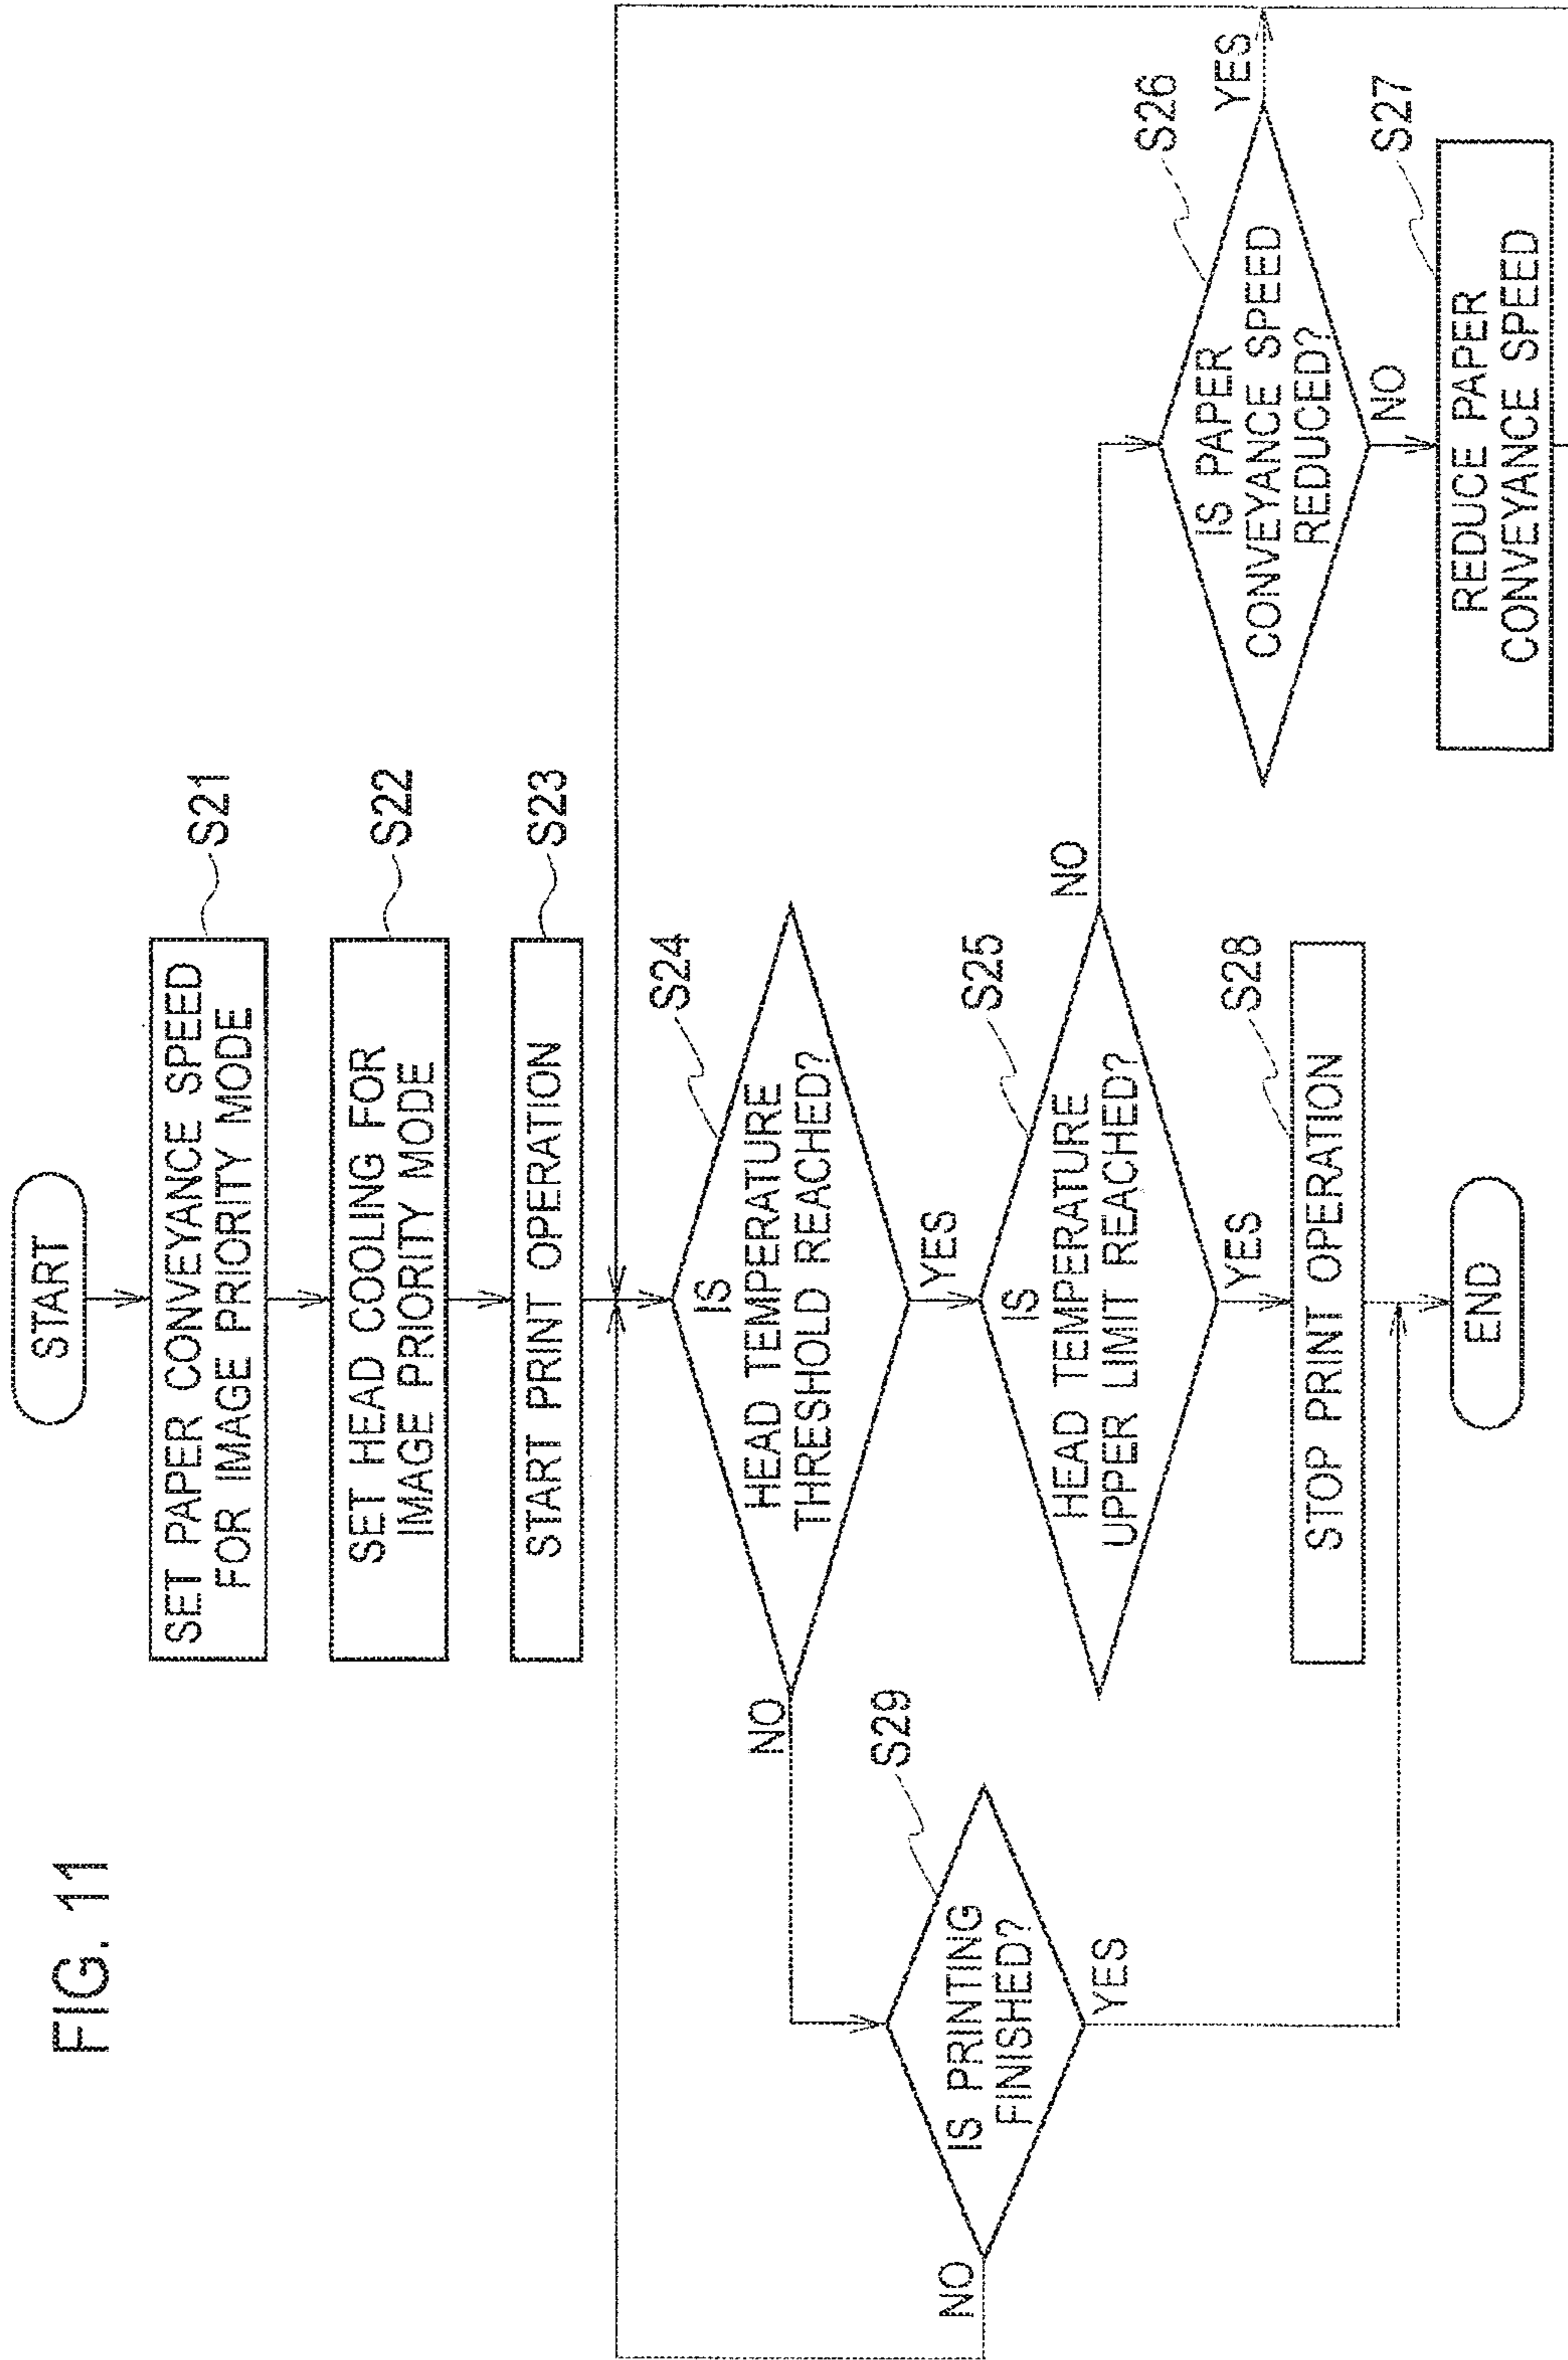 FIG. 11
START
SET PAPER CONVEYANCE SPEED
FOR IMAGE PRIORITY MODE
S21
SET HEAD COOLING FOR
IMAGE PRIORITY MODE
S22
START PRINT OPERATION
S23
IS
HEAD TEMPERATURE
THRESHOLD REACHED?
S24
NO
YES
IS PRINTING
FINISHED?
S29
NO
YES
IS
HEAD TEMPERATURE
UPPER LIMIT REACHED?
S25
NO
YES
IS PAPER
CONVEYANCE SPEED
REDUCED?
S26
YES
NO
REDUCE PAPER
CONVEYANCE SPEED
S27
STOP PRINT OPERATION
S28
END